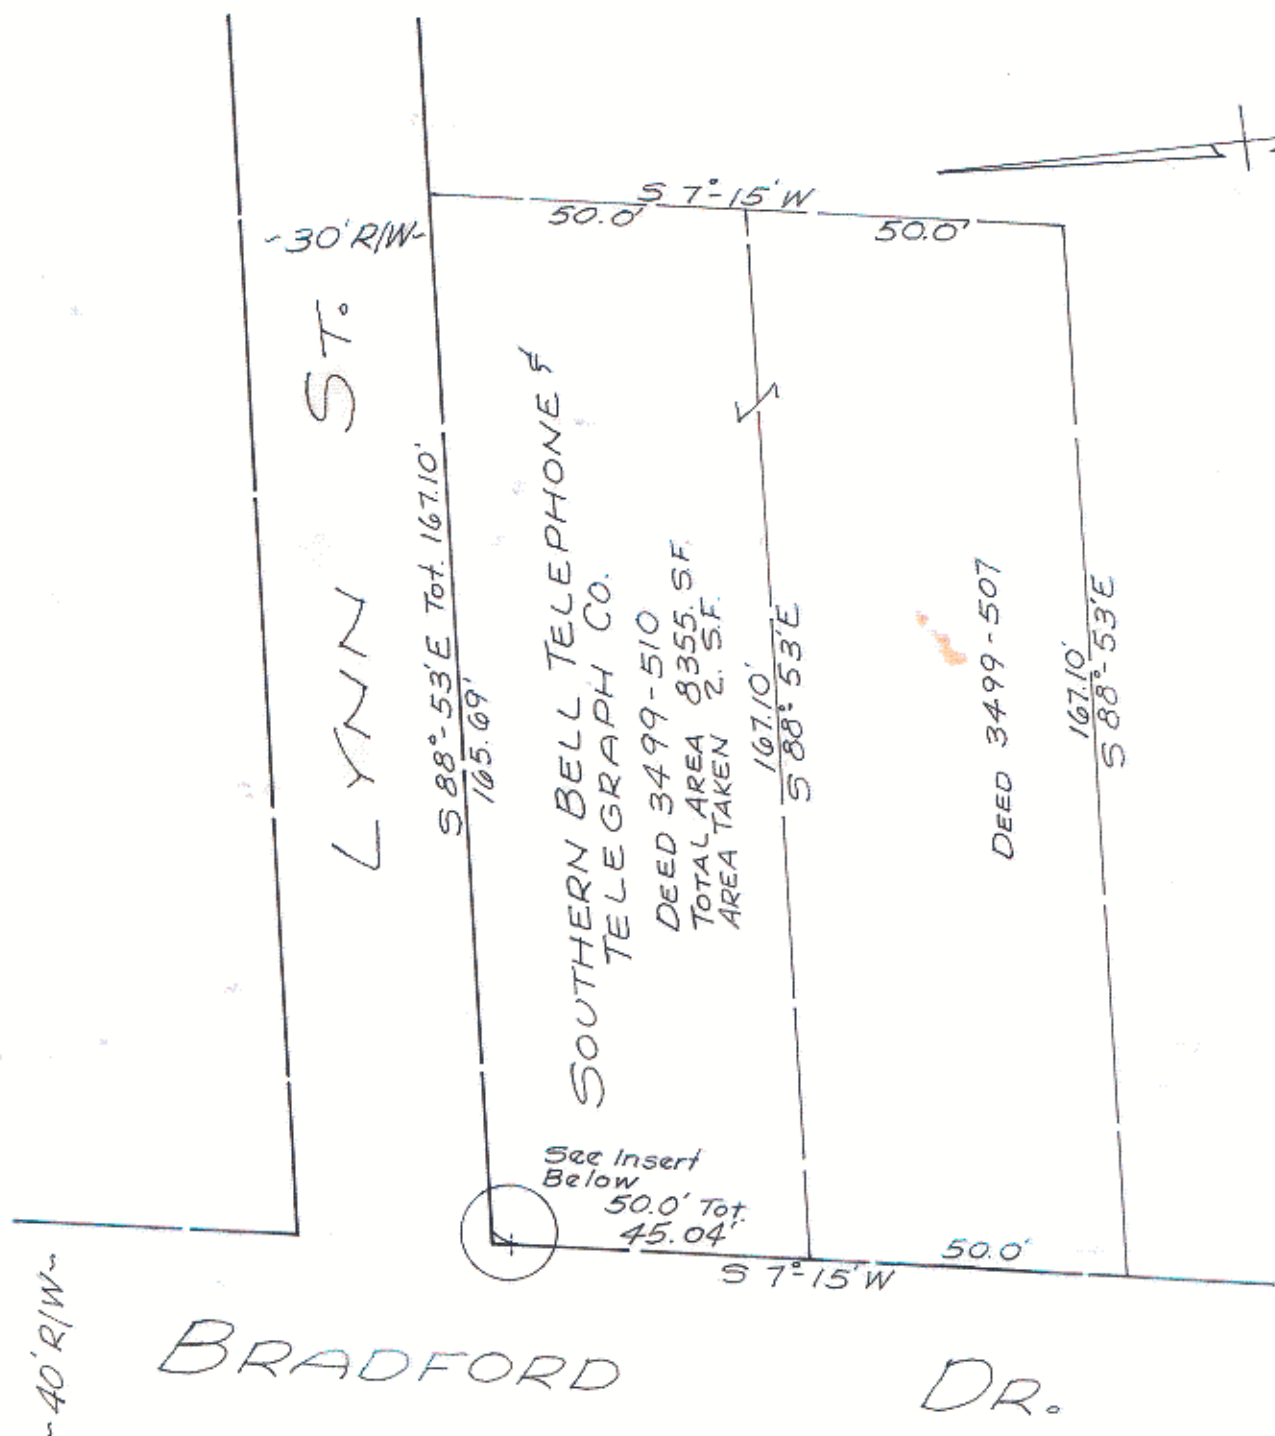 S 7°-15' W
50.0'
50.0'
~30' R/W~
LYNN ST.
S 88°-53' E Tot. 167.10'
165.69'
SOUTHERN BELL TELEPHONE &
TELEGRAPH CO.
DEED 3499-510
TOTAL AREA 8355. S.F.
AREA TAKEN 2. S.F.
167.10'
S 88°-53' E
DEED 3499-507
167.10'
S 88°-53' E
See Insert
Below
50.0' Tot.
45.04'
S 7°-15' W
50.0'
~40' R/W~
BRADFORD DR.